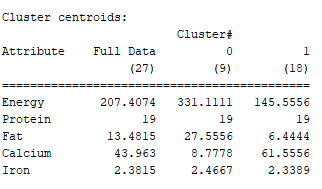 Cluster centroids:
Cluster#
Attribute Full Data 0 1
(27) (9) (18)
==========================================
Energy 207.4074 331.1111 145.5556
Protein 19 19 19
Fat 13.4815 27.5556 6.4444
Calcium 43.963 8.7778 61.5556
Iron 2.3815 2.4667 2.3389